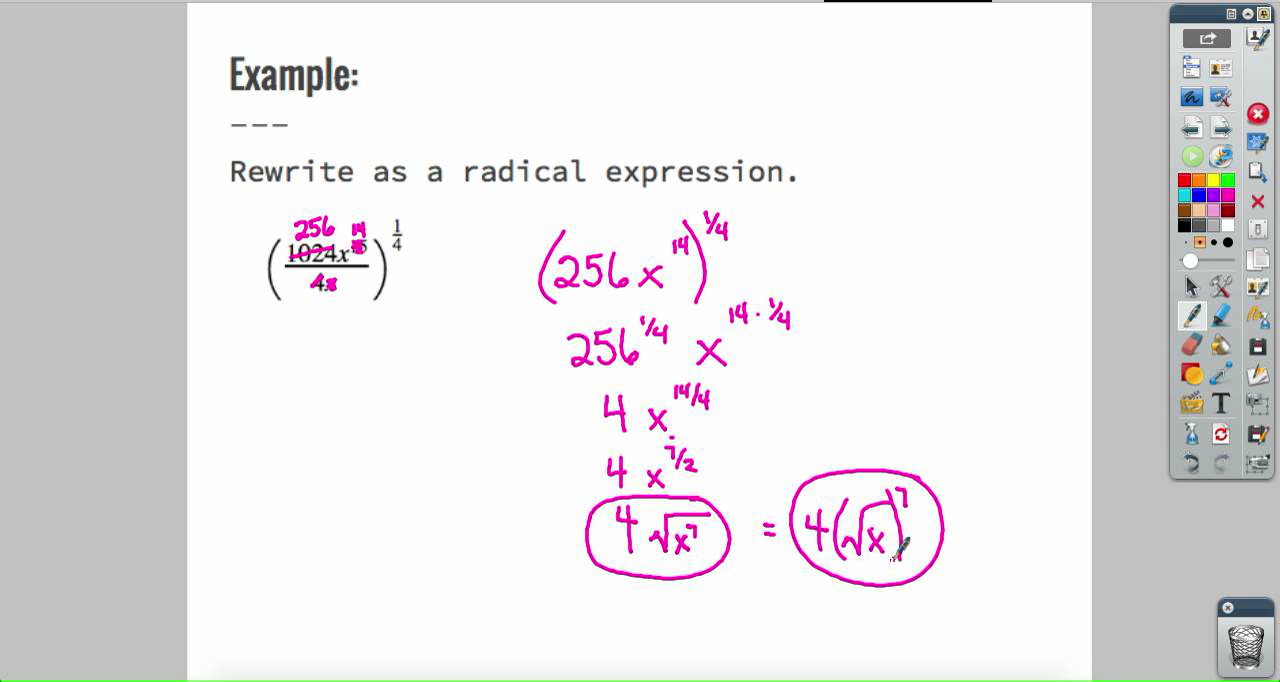 Example:
---
Rewrite as a radical expression.
256 14
(1024x / 4x)^(1/4)
(256x^14)^(1/4)
256^(1/4) x^(14 · 1/4)
4 x^(14/4)
4 x^(7/2)
4 √x^7 = 4(√x)^7
T